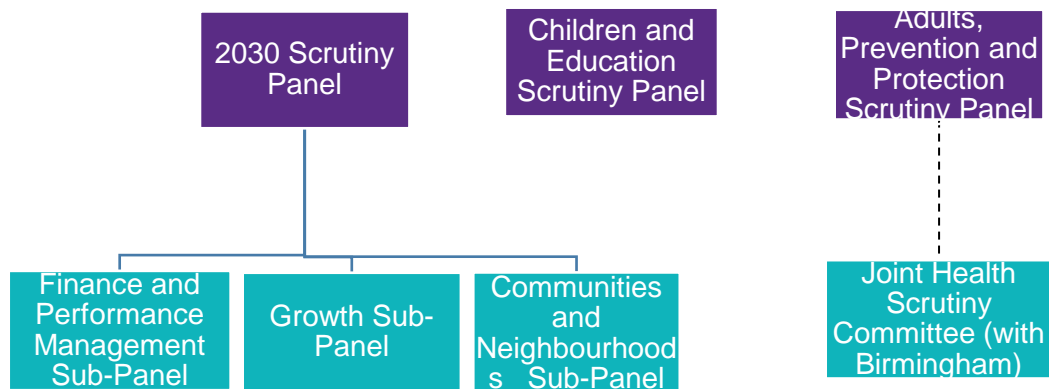 2030 Scrutiny
Panel
Children and
Education
Scrutiny Panel
Adults,
Prevention and
Protection
Scrutiny Panel
Finance and
Performance
Management
Sub-Panel
Growth Sub-
Panel
Communities
and
Neighbourhood
s Sub-Panel
Joint Health
Scrutiny
Committee (with
Birmingham)